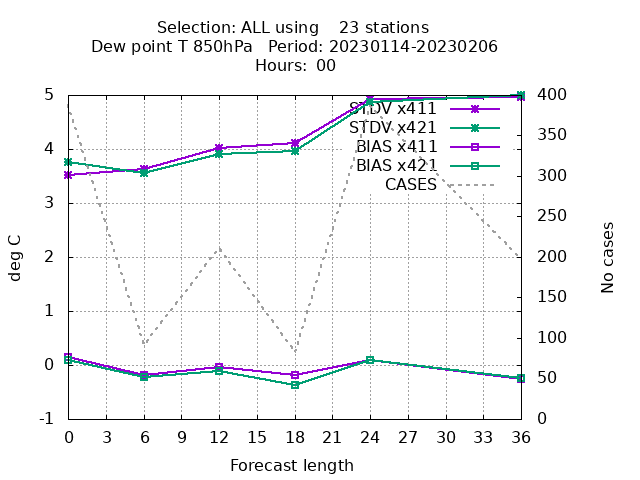 Selection: ALL using    23 stations
Dew point T 850hPa   Period: 20230114-20230206
Hours:  00
STDV x411
STDV x421
BIAS x411
BIAS x421
CASES
5
4
3
2
1
0
-1
400
350
300
250
200
150
100
50
0
deg C
No cases
0 3 6 9 12 15 18 21 24 27 30 33 36
Forecast length